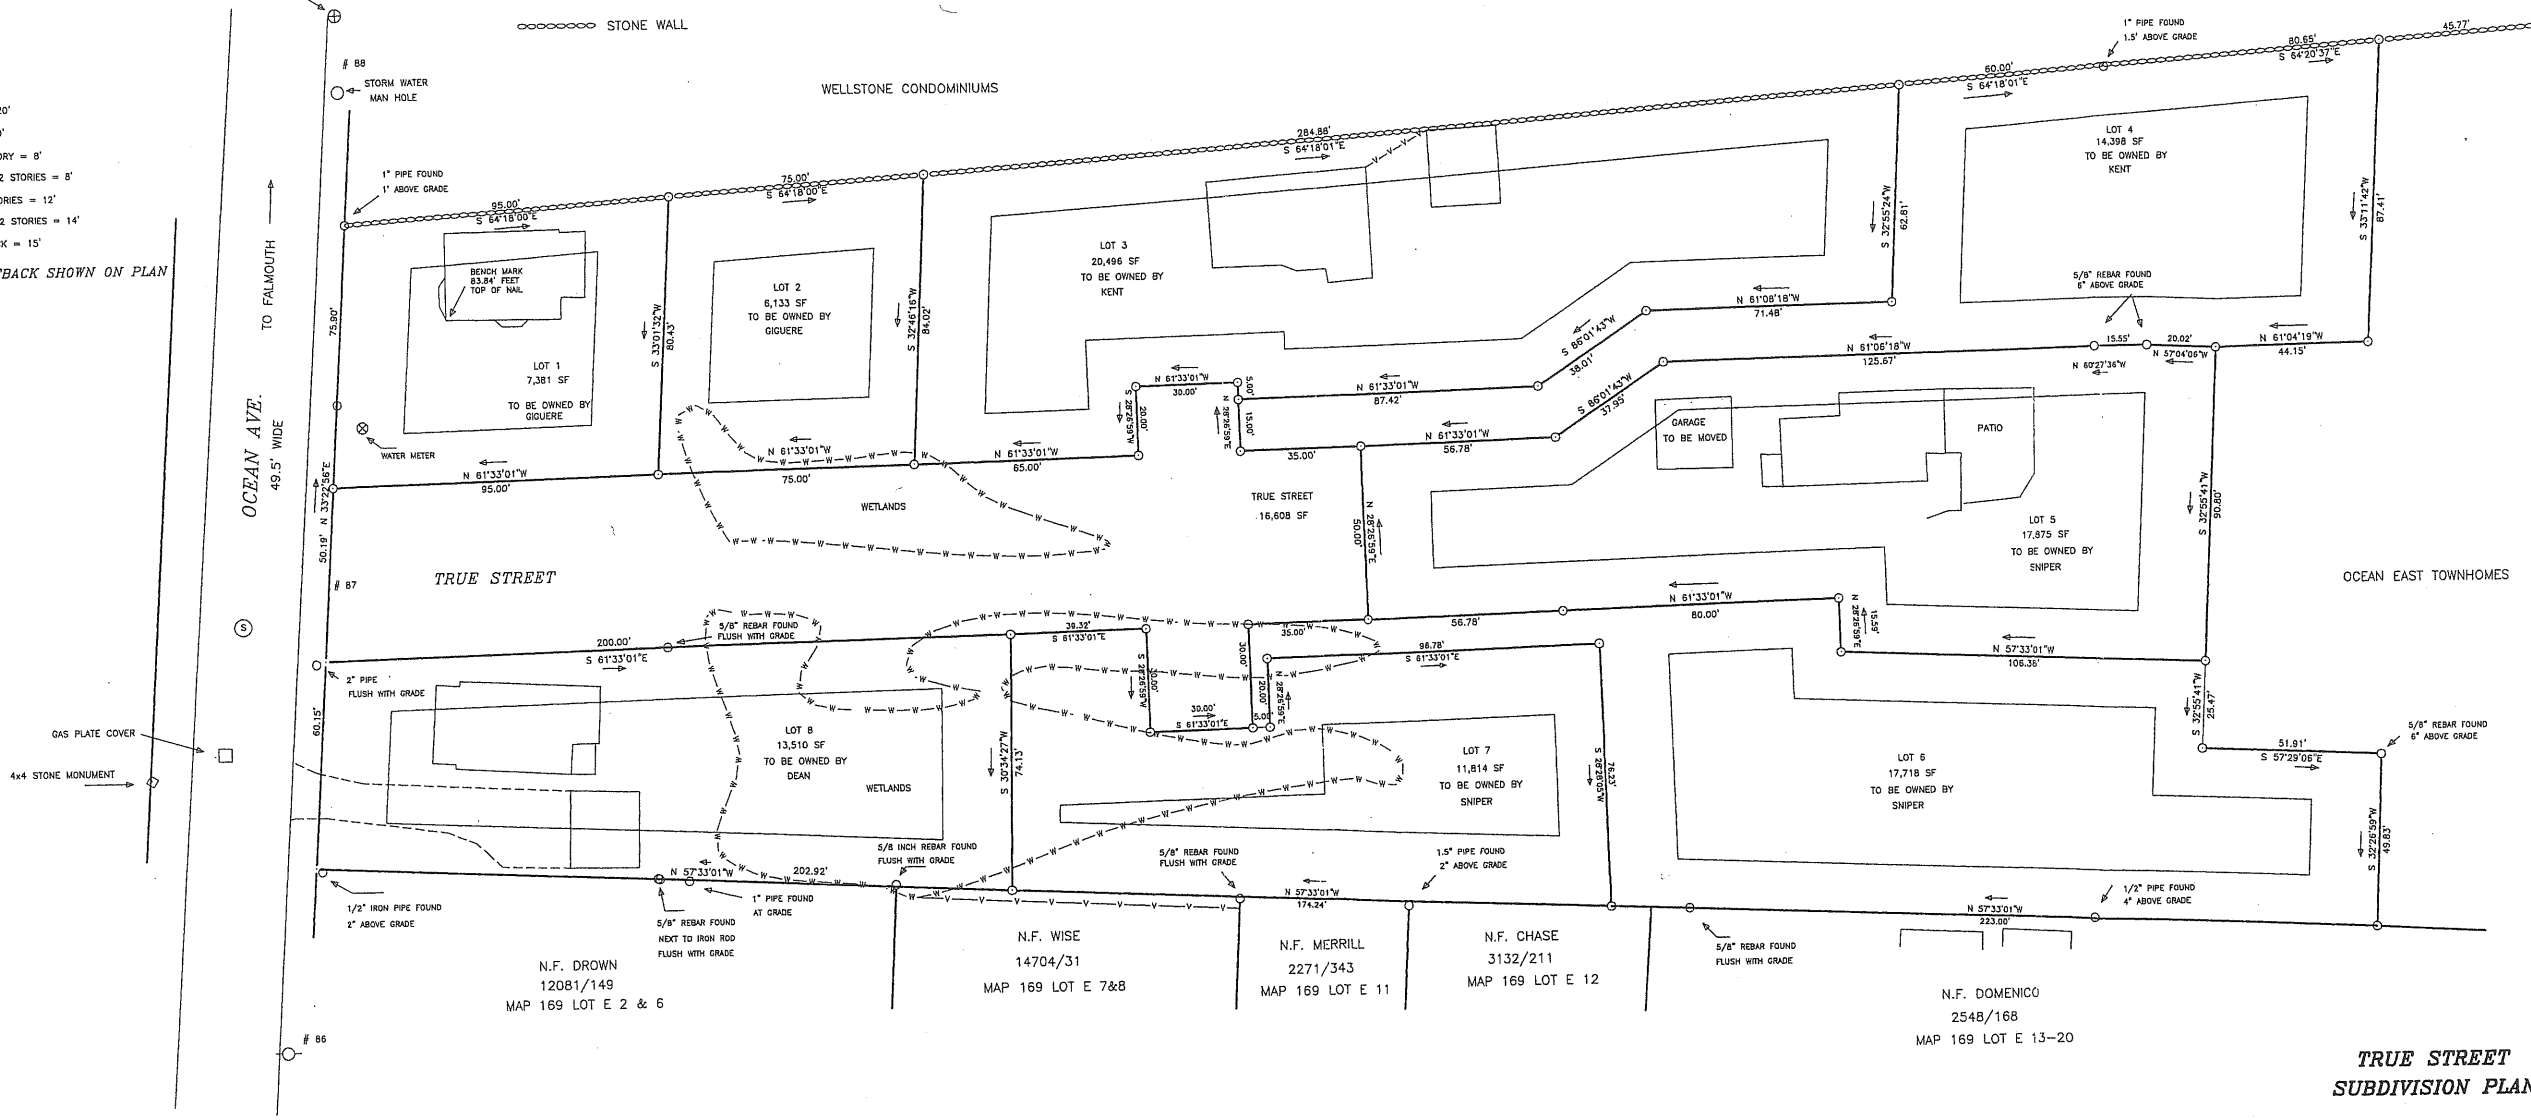 STONE WALL
# 88
STORM WATER
MAN HOLE
WELLSTONE CONDOMINIUMS
1" PIPE FOUND
1.5' ABOVE GRADE
45.77'
80.65'
S 64°20'37"E
60.00'
S 64°18'01"E
284.88'
S 64°18'01"E
75.00'
S 64°18'00"E
95.00'
S 64°18'00"E
20'
ORY = 8'
2 STORIES = 8'
ORIES = 12'
2 STORIES = 14'
CK = 15'
TBACK SHOWN ON PLAN
1" PIPE FOUND
1' ABOVE GRADE
TO FALMOUTH
OCEAN AVE.
49.5' WIDE
75.90'
N 33°22'56"E
50.19'
60.15'
BENCH MARK
83.84' FEET
TOP OF NAIL
LOT 1
7,381 SF
TO BE OWNED BY
GIGUERE
WATER METER
S 33°01'32"W
80.43'
LOT 2
6,133 SF
TO BE OWNED BY
GIGUERE
S 32°46'16"W
84.02'
LOT 3
20,496 SF
TO BE OWNED BY
KENT
S 32°55'24"W
62.81'
LOT 4
14,398 SF
TO BE OWNED BY
KENT
S 33°11'42"W
87.41'
5/8" REBAR FOUND
6" ABOVE GRADE
N 61°08'18"W
71.48'
S 86°01'43"W
38.01'
N 61°33'01"W
87.42'
N 61°33'01"W
30.00'
5.00'
S 28°26'59"W
20.00'
N 28°26'59"E
15.00'
N 61°06'18"W
125.67'
15.55'
N 60°27'36"W
20.02'
N 57°04'06"W
N 61°04'19"W
44.15'
S 86°01'43"W
37.95'
N 61°33'01"W
56.78'
35.00'
N 61°33'01"W
65.00'
N 61°33'01"W
75.00'
N 61°33'01"W
95.00'
WETLANDS
TRUE STREET
16,608 SF
N 28°26'59"E
50.00'
GARAGE
TO BE MOVED
PATIO
LOT 5
17,875 SF
TO BE OWNED BY
SNIPER
S 32°55'41"W
90.80'
OCEAN EAST TOWNHOMES
TRUE STREET
# 87
S
N 61°33'01"W
80.00'
N 28°26'59"E
15.59'
56.78'
35.00'
N 57°33'01"W
106.36'
5/8" REBAR FOUND
FLUSH WITH GRADE
200.00'
S 61°33'01"E
39.32'
S 61°33'01"E
S 28°26'59"W
30.00'
30.00'
30.00'
S 61°33'01"E
5.00'
20.00'
N 28°26'59"E
98.78'
S 61°33'01"E
2" PIPE
FLUSH WITH GRADE
S 32°55'41"W
25.47'
51.91'
S 57°29'06"E
5/8" REBAR FOUND
6" ABOVE GRADE
S 32°26'59"W
49.83'
GAS PLATE COVER
4x4 STONE MONUMENT
LOT 8
13,510 SF
TO BE OWNED BY
DEAN
WETLANDS
S 30°34'27"W
74.13'
LOT 7
11,814 SF
TO BE OWNED BY
SNIPER
S 28°28'05"W
76.23'
LOT 6
17,718 SF
TO BE OWNED BY
SNIPER
5/8 INCH REBAR FOUND
FLUSH WITH GRADE
5/8" REBAR FOUND
FLUSH WITH GRADE
1.5" PIPE FOUND
2" ABOVE GRADE
1/2" PIPE FOUND
4" ABOVE GRADE
N 57°33'01"W
202.92'
N 57°33'01"W
174.24'
N 57°33'01"W
223.00'
1/2" IRON PIPE FOUND
2" ABOVE GRADE
5/8" REBAR FOUND
NEXT TO IRON ROD
FLUSH WITH GRADE
1" PIPE FOUND
AT GRADE
5/8" REBAR FOUND
FLUSH WITH GRADE
N.F. DROWN
12081/149
MAP 169 LOT E 2 & 6
N.F. WISE
14704/31
MAP 169 LOT E 7&8
N.F. MERRILL
2271/343
MAP 169 LOT E 11
N.F. CHASE
3132/211
MAP 169 LOT E 12
N.F. DOMENICO
2548/168
MAP 169 LOT E 13-20
# 86
TRUE STREET
SUBDIVISION PLAN